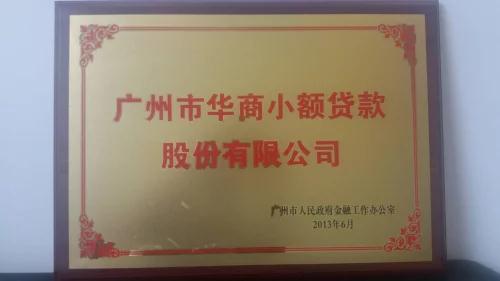 广州市华商小额贷款
股份有限公司
广州市人民政府金融工作办公室
2013年6月